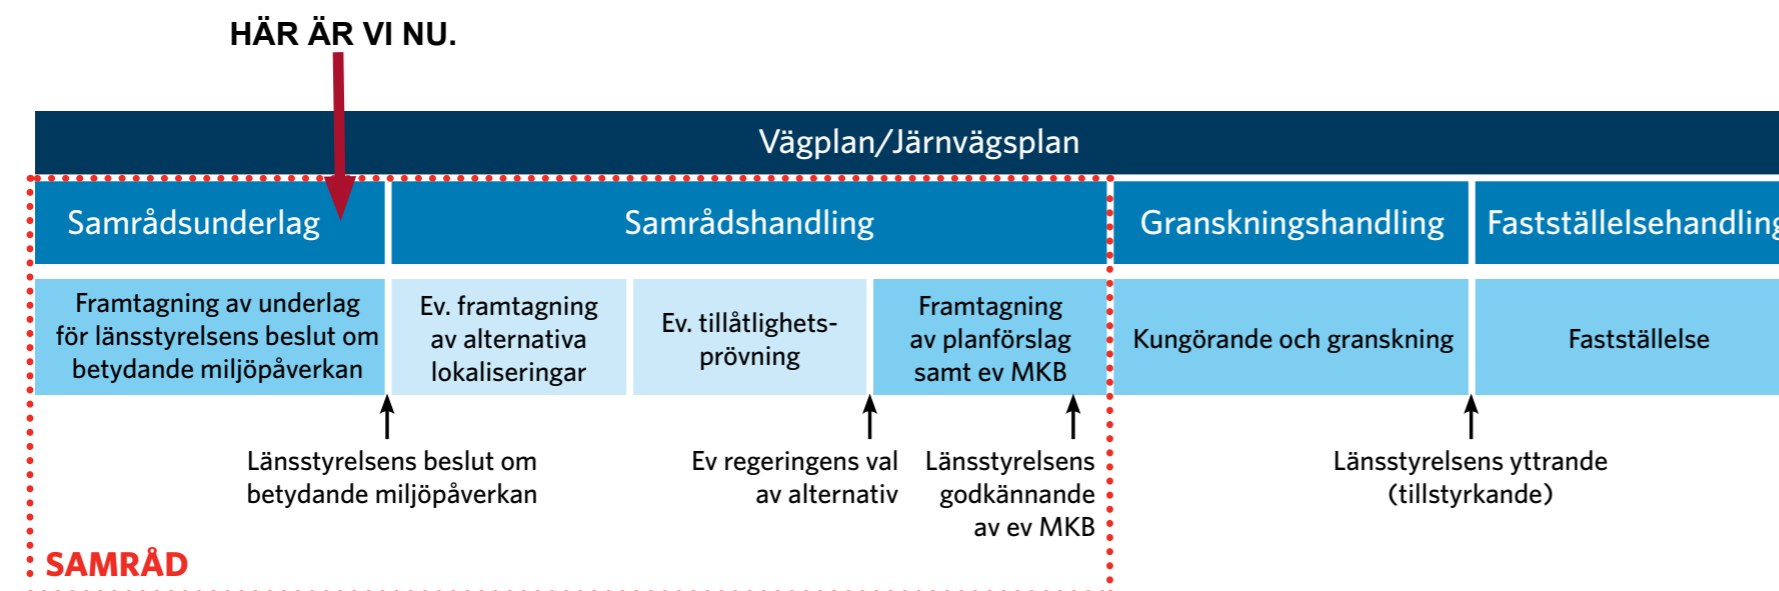 HÄR ÄR VI NU.
Vägplan/Järnvägsplan
Samrådsunderlag
Samrådshandling
Granskningshandling
Fastställelsehandling
Framtagning av underlag
för länsstyrelsens beslut om
betydande miljöpåverkan
Ev. framtagning
av alternativa
lokaliseringar
Ev. tillåtlighets-
prövning
Framtagning
av planförslag
samt ev MKB
Kungörande och granskning
Fastställelse
Länsstyrelsens beslut om
betydande miljöpåverkan
Ev regeringens val
av alternativ
Länsstyrelsens
godkännande
av ev MKB
Länsstyrelsens yttrande
(tillstyrkande)
SAMRÅD